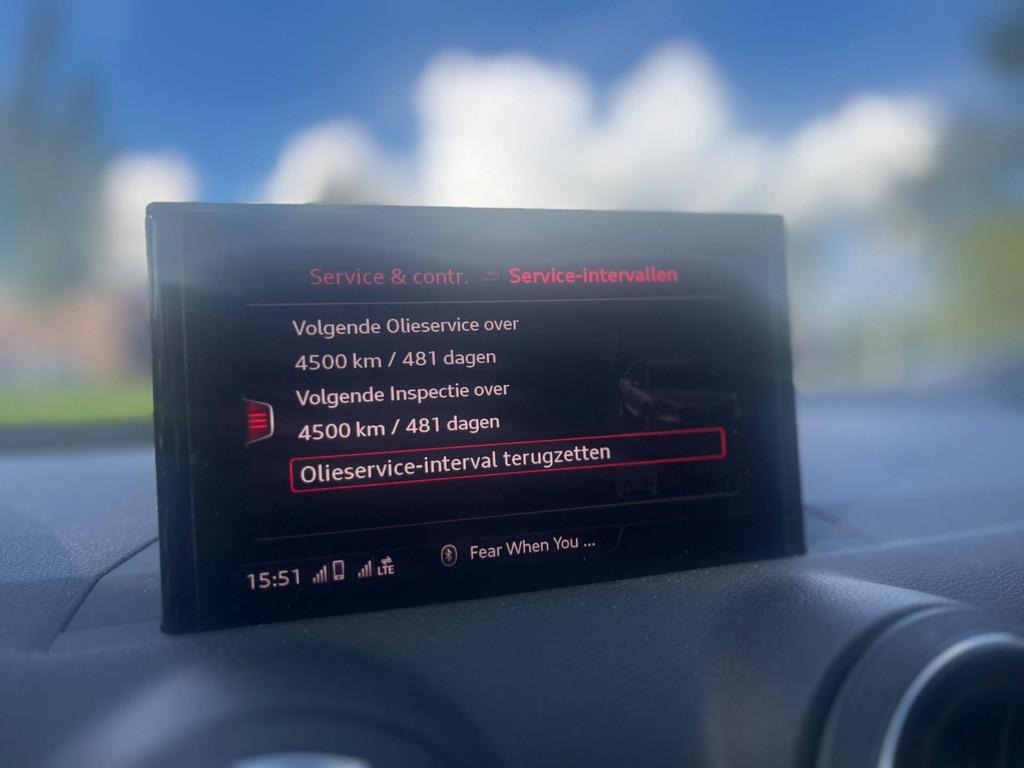 Service & contr. Service-intervallen
Volgende Olieservice over
4500 km / 481 dagen
Volgende Inspectie over
4500 km / 481 dagen
Olieservice-interval terugzetten
15:51 LTE Fear When You ...